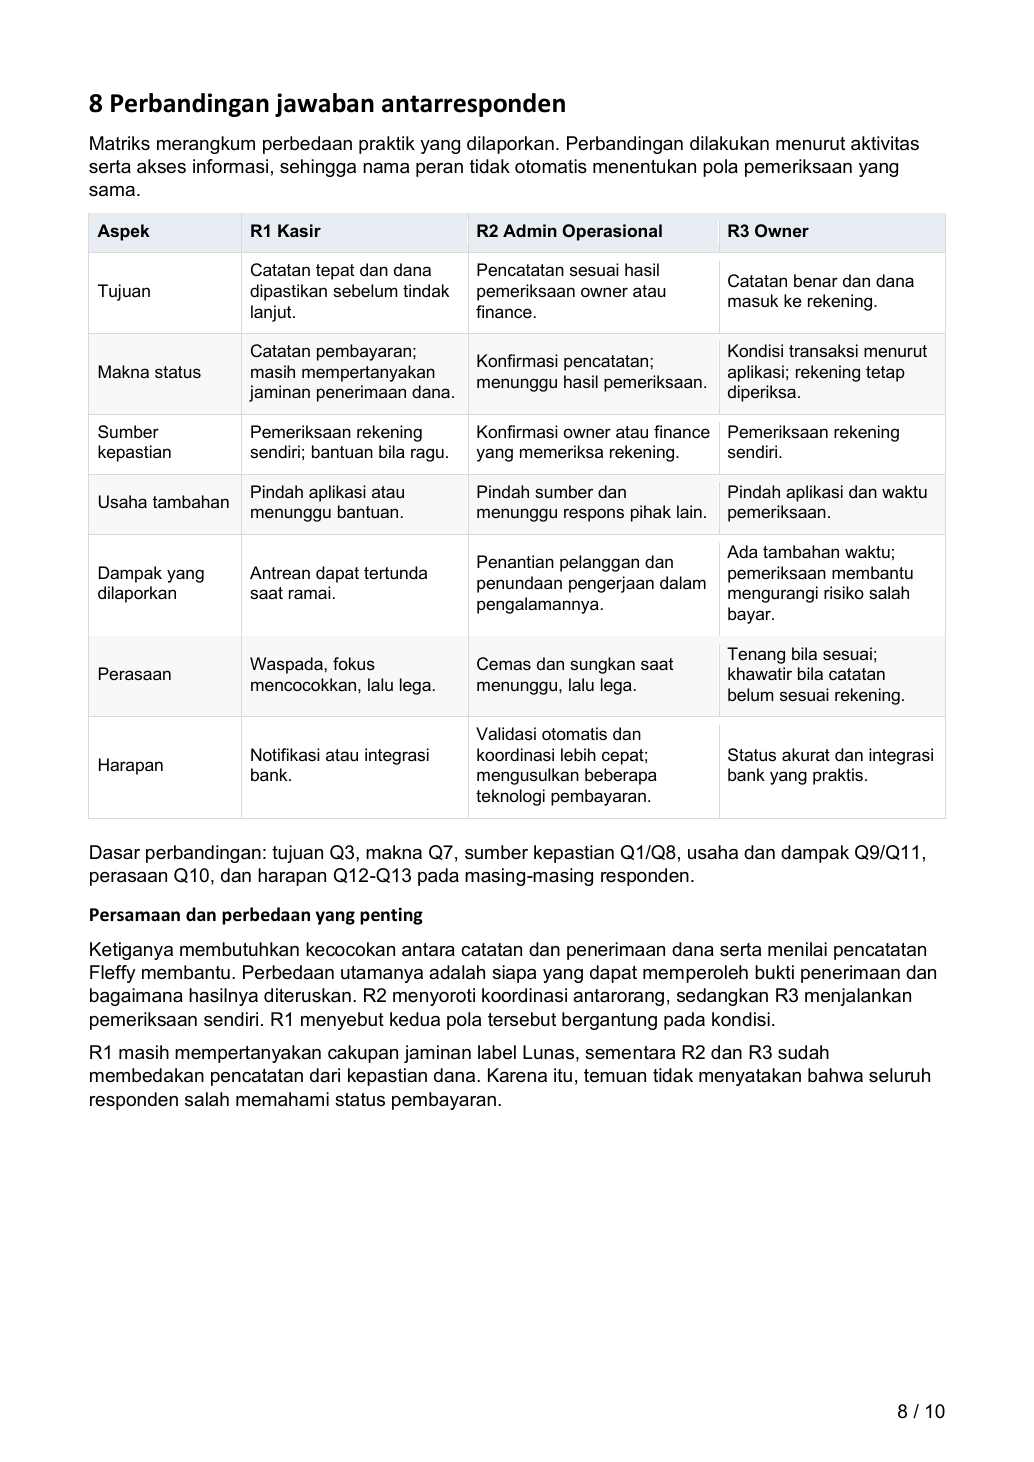 8 Perbandingan jawaban antarresponden
Matriks merangkum perbedaan praktik yang dilaporkan. Perbandingan dilakukan menurut aktivitas
serta akses informasi, sehingga nama peran tidak otomatis menentukan pola pemeriksaan yang
sama.
Aspek
R1 Kasir
R2 Admin Operasional
R3 Owner
Tujuan
Catatan tepat dan dana
dipastikan sebelum tindak
lanjut.
Pencatatan sesuai hasil
pemeriksaan owner atau
finance.
Catatan benar dan dana
masuk ke rekening.
Makna status
Catatan pembayaran;
masih mempertanyakan
jaminan penerimaan dana.
Konfirmasi pencatatan;
menunggu hasil pemeriksaan.
Kondisi transaksi menurut
aplikasi; rekening tetap
diperiksa.
Sumber
kepastian
Pemeriksaan rekening
sendiri; bantuan bila ragu.
Konfirmasi owner atau finance
yang memeriksa rekening.
Pemeriksaan rekening
sendiri.
Usaha tambahan
Pindah aplikasi atau
menunggu bantuan.
Pindah sumber dan
menunggu respons pihak lain.
Pindah aplikasi dan waktu
pemeriksaan.
Dampak yang
dilaporkan
Antrean dapat tertunda
saat ramai.
Penantian pelanggan dan
penundaan pengerjaan dalam
pengalamannya.
Ada tambahan waktu;
pemeriksaan membantu
mengurangi risiko salah
bayar.
Perasaan
Waspada, fokus
mencocokkan, lalu lega.
Cemas dan sungkan saat
menunggu, lalu lega.
Tenang bila sesuai;
khawatir bila catatan
belum sesuai rekening.
Harapan
Notifikasi atau integrasi
bank.
Validasi otomatis dan
koordinasi lebih cepat;
mengusulkan beberapa
teknologi pembayaran.
Status akurat dan integrasi
bank yang praktis.
Dasar perbandingan: tujuan Q3, makna Q7, sumber kepastian Q1/Q8, usaha dan dampak Q9/Q11,
perasaan Q10, dan harapan Q12-Q13 pada masing-masing responden.
Persamaan dan perbedaan yang penting
Ketiganya membutuhkan kecocokan antara catatan dan penerimaan dana serta menilai pencatatan
Fleffy membantu. Perbedaan utamanya adalah siapa yang dapat memperoleh bukti penerimaan dan
bagaimana hasilnya diteruskan. R2 menyoroti koordinasi antarorang, sedangkan R3 menjalankan
pemeriksaan sendiri. R1 menyebut kedua pola tersebut bergantung pada kondisi.
R1 masih mempertanyakan cakupan jaminan label Lunas, sementara R2 dan R3 sudah
membedakan pencatatan dari kepastian dana. Karena itu, temuan tidak menyatakan bahwa seluruh
responden salah memahami status pembayaran.
8 / 10